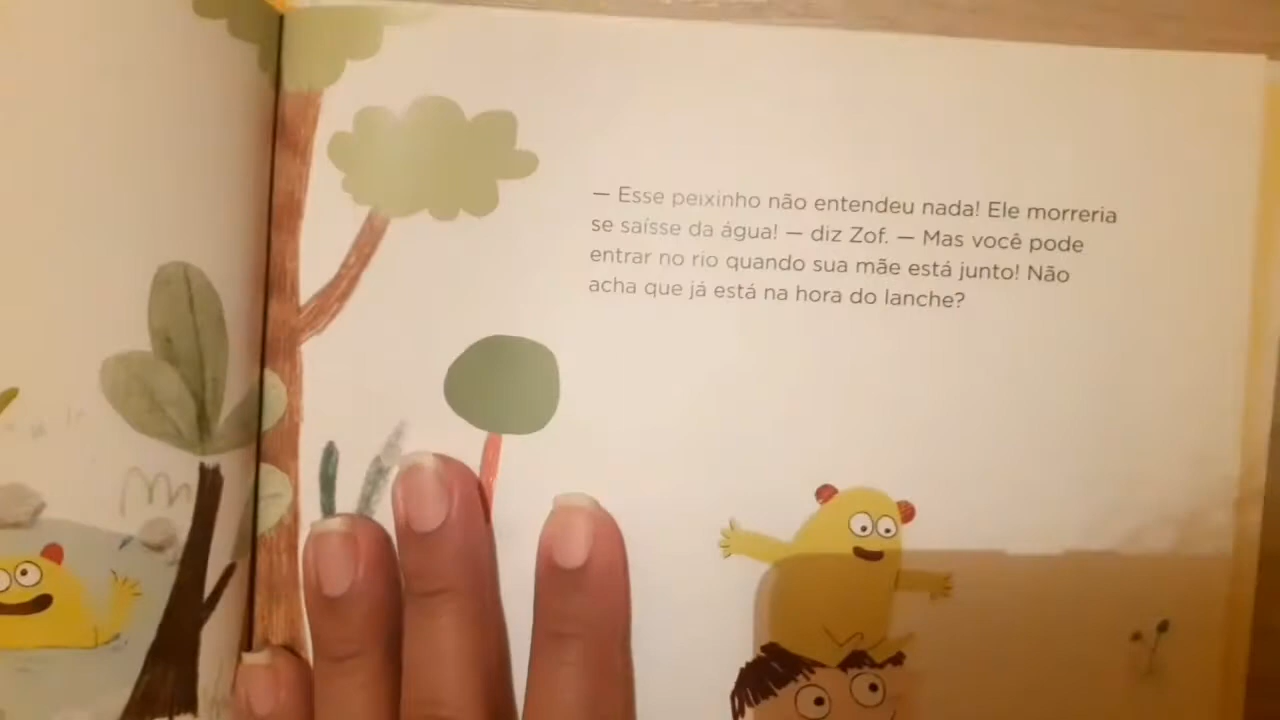 — Esse peixinho não entendeu nada! Ele morreria
se saísse da água! — diz Zof. — Mas você pode
entrar no rio quando sua mãe está junto! Não
acha que já está na hora do lanche?